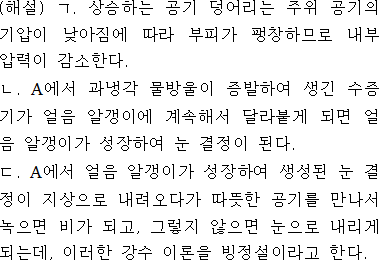 (해설) ㄱ. 상승하는 공기 덩어리는 주위 공기의
기압이 낮아짐에 따라 부피가 팽창하므로 내부
압력이 감소한다.
ㄴ. A에서 과냉각 물방울이 증발하여 생긴 수증
기가 얼음 알갱이에 계속해서 달라붙게 되면 얼
음 알갱이가 성장하여 눈 결정이 된다.
ㄷ. A에서 얼음 알갱이가 성장하여 생성된 눈 결
정이 지상으로 내려오다가 따뜻한 공기를 만나서
녹으면 비가 되고, 그렇지 않으면 눈으로 내리게
되는데, 이러한 강수 이론을 빙정설이라고 한다.